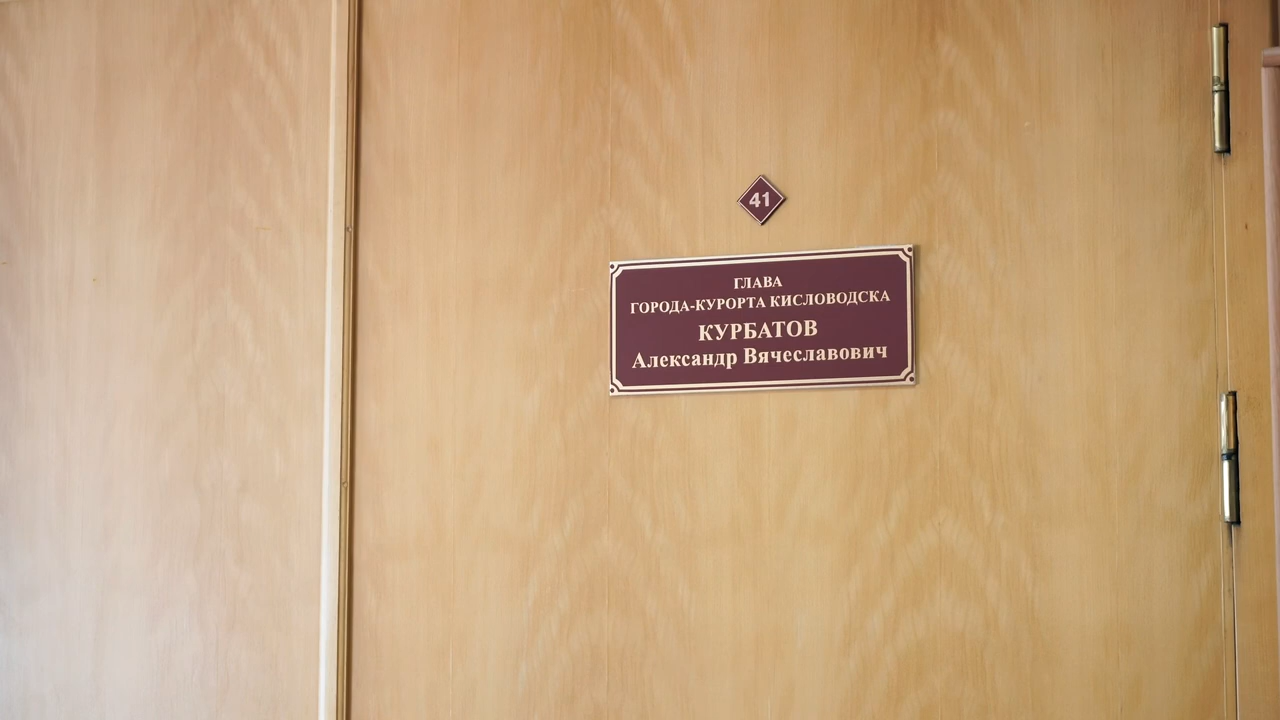 41
ГЛАВА
ГОРОДА-КУРОРТА КИСЛОВОДСКА
КУРБАТОВ
Александр Вячеславович